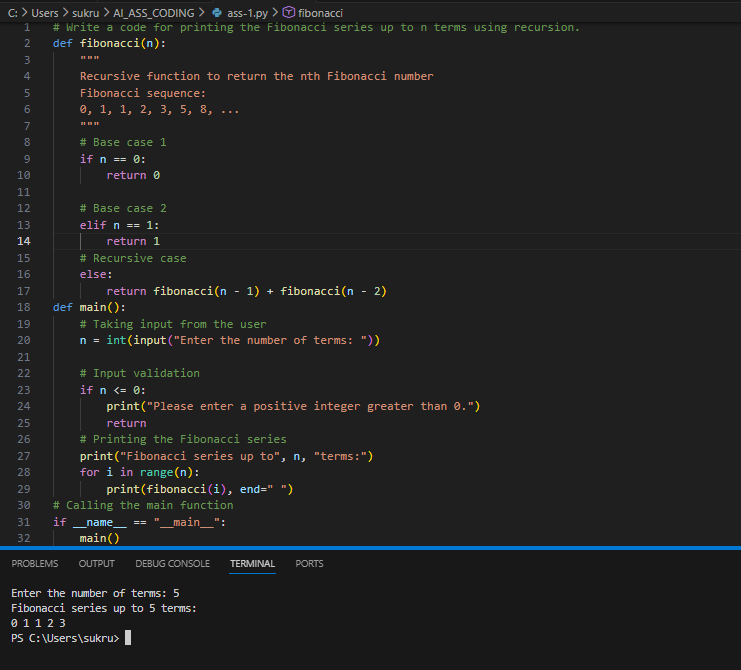 C: > Users > sukru > AI_ASS_CODING > ass-1.py > fibonacci
1 # Write a code for printing the Fibonacci series up to n terms using recursion.
2 def fibonacci(n):
3     """
4     Recursive function to return the nth Fibonacci number
5     Fibonacci sequence:
6     0, 1, 1, 2, 3, 5, 8, ...
7     """
8     # Base case 1
9     if n == 0:
10         return 0
11
12     # Base case 2
13     elif n == 1:
14         return 1
15     # Recursive case
16     else:
17         return fibonacci(n - 1) + fibonacci(n - 2)
18 def main():
19     # Taking input from the user
20     n = int(input("Enter the number of terms: "))
21
22     # Input validation
23     if n <= 0:
24         print("Please enter a positive integer greater than 0.")
25         return
26     # Printing the Fibonacci series
27     print("Fibonacci series up to", n, "terms:")
28     for i in range(n):
29         print(fibonacci(i), end=" ")
30 # Calling the main function
31 if __name__ == "__main__":
32     main()
PROBLEMS OUTPUT DEBUG CONSOLE TERMINAL PORTS
Enter the number of terms: 5
Fibonacci series up to 5 terms:
0 1 1 2 3
PS C:\Users\sukru>